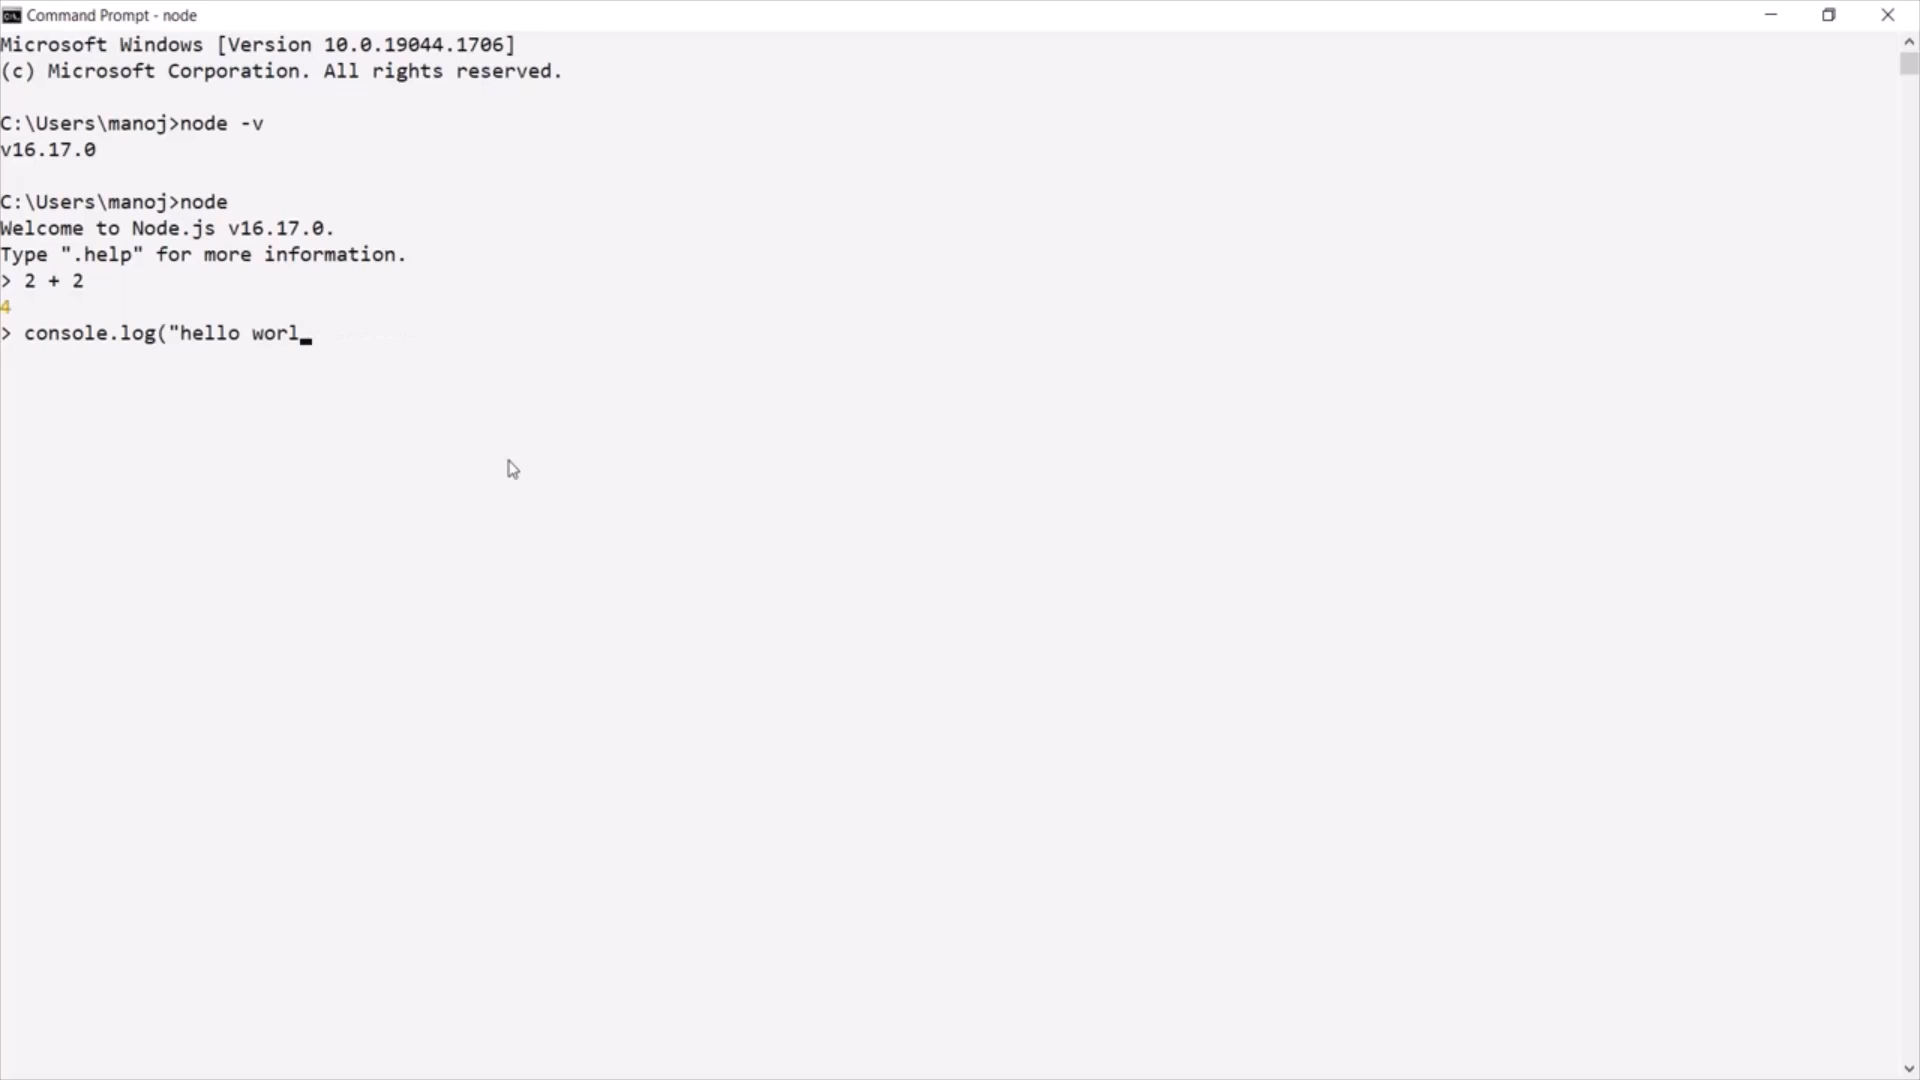 Command Prompt - node
Microsoft Windows [Version 10.0.19044.1706]
(c) Microsoft Corporation. All rights reserved.
C:\Users\manoj>node -v
v16.17.0
C:\Users\manoj>node
Welcome to Node.js v16.17.0.
Type ".help" for more information.
> 2 + 2
4
> console.log("hello worl